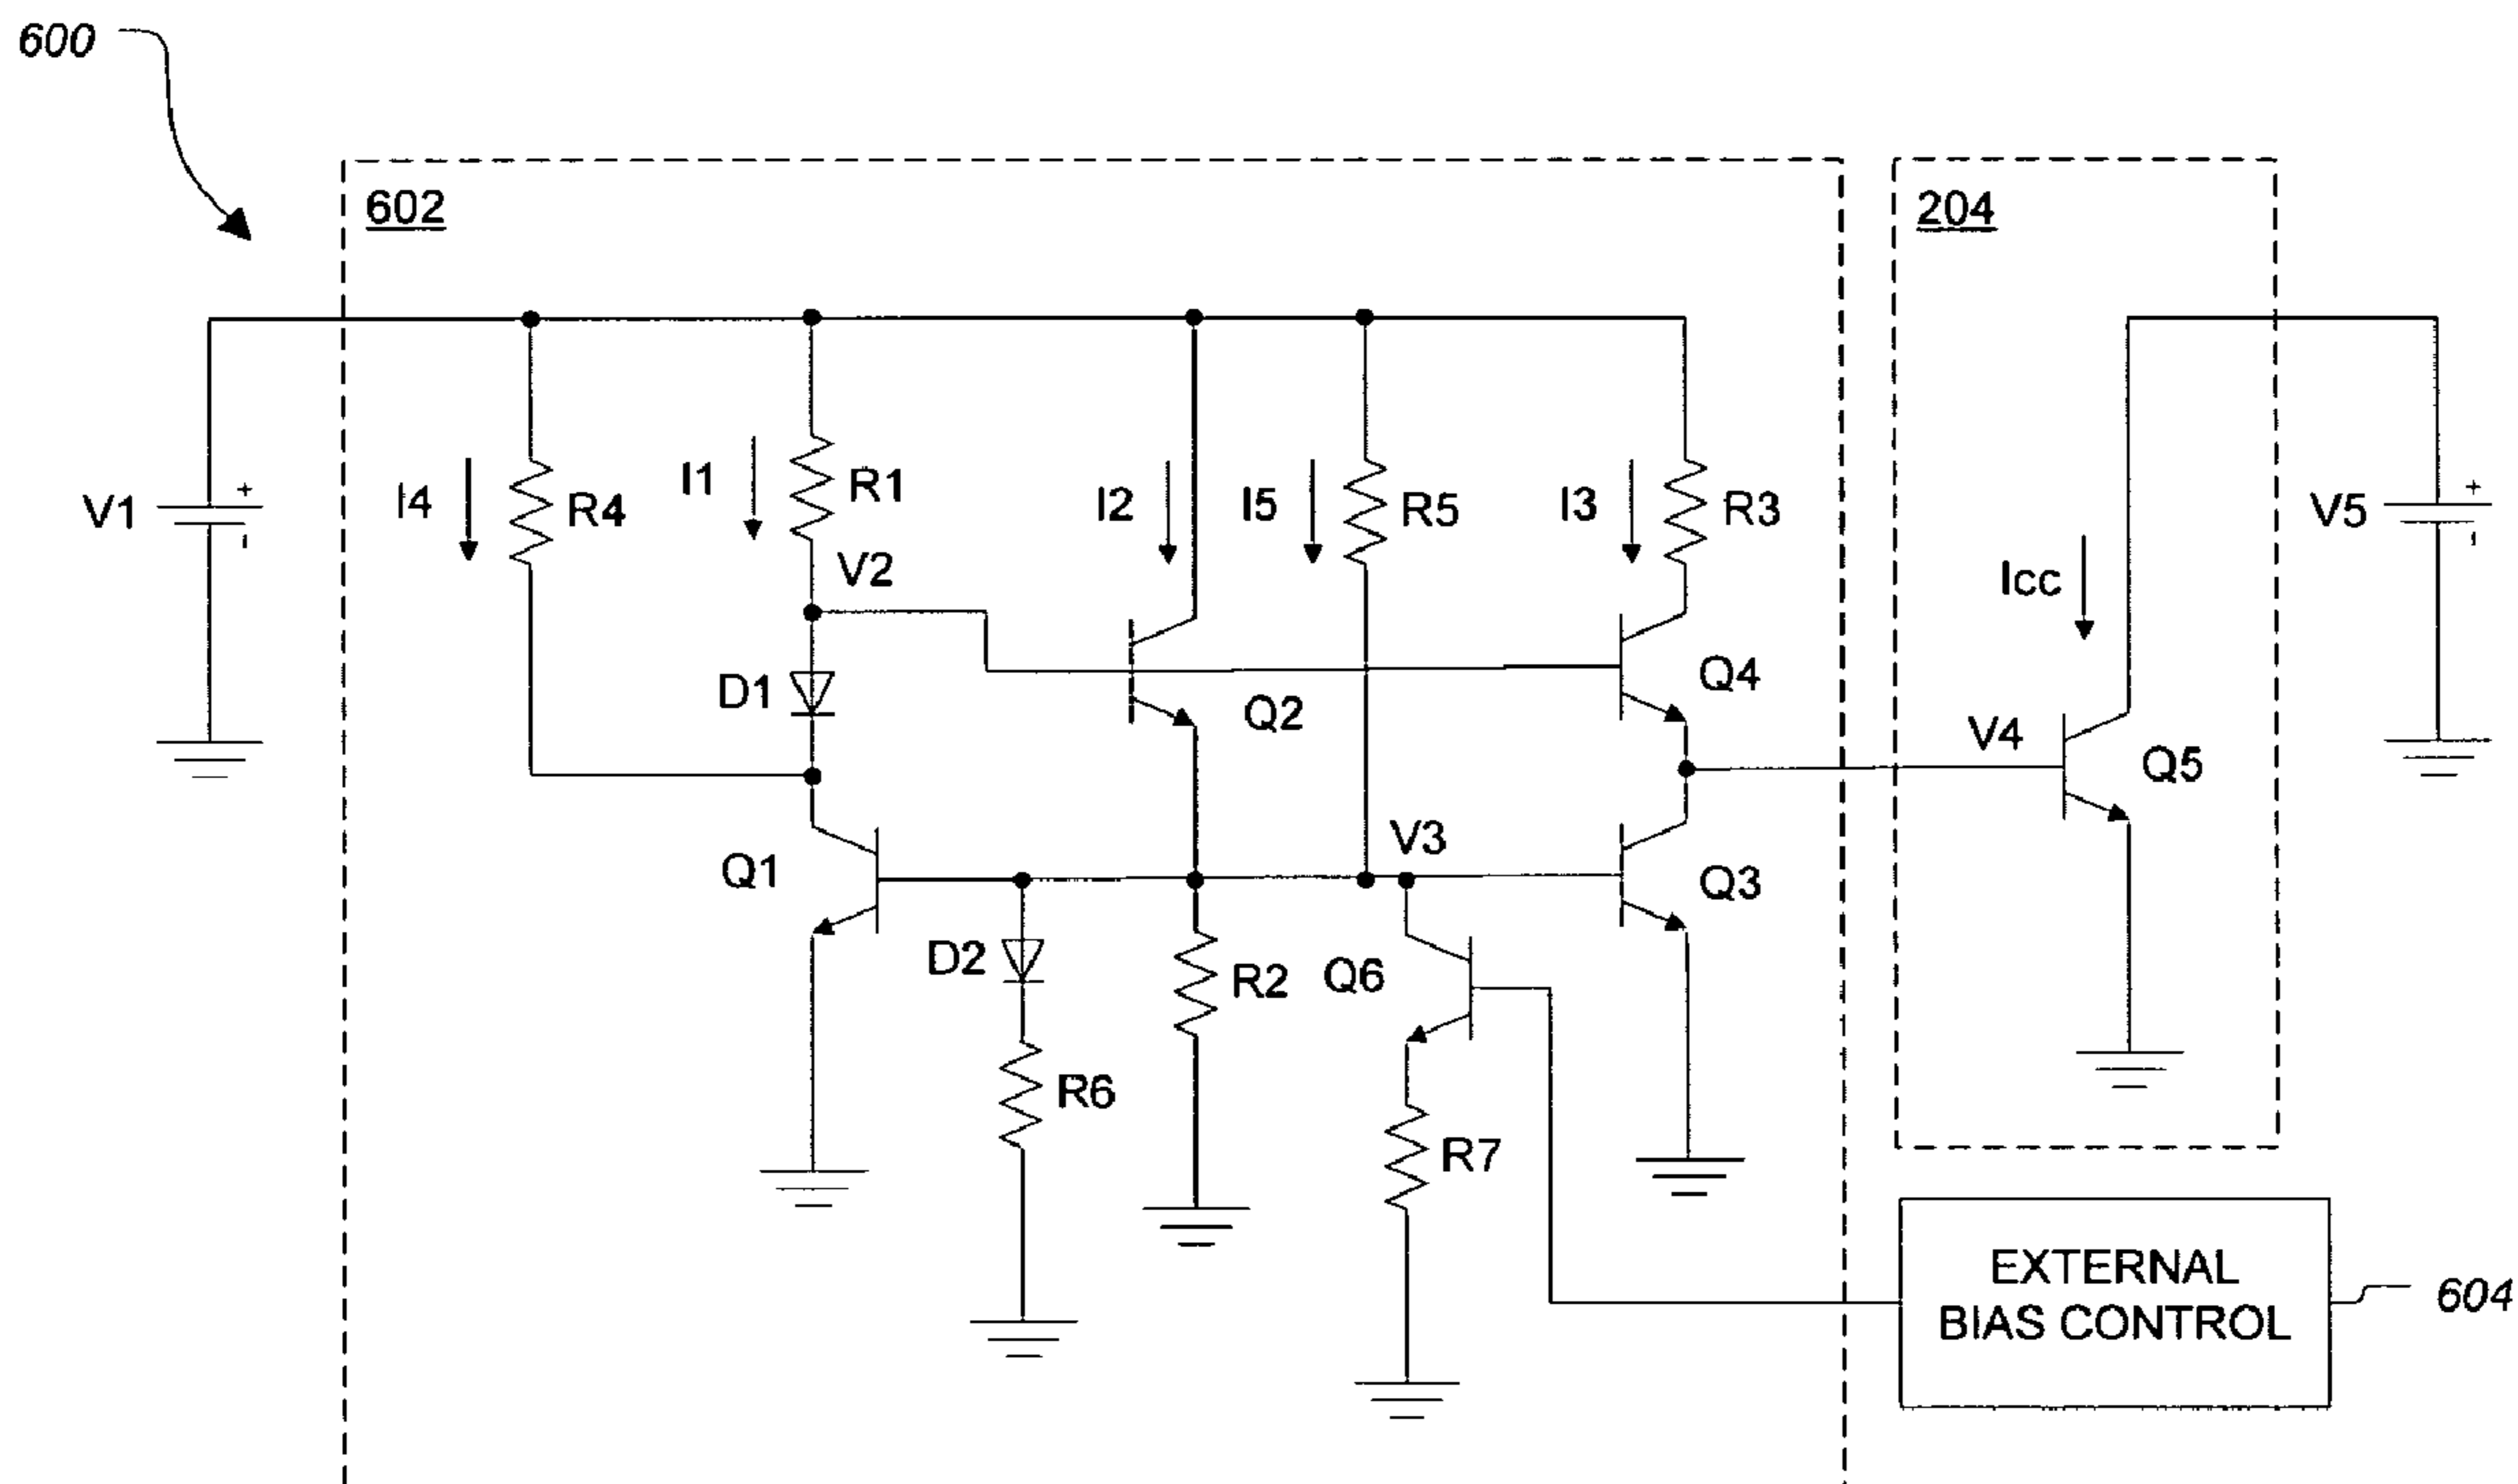 600
602
204
V1
I4
R4
I1
R1
V2
I2
I5
R5
I3
R3
V5
Icc
D1
Q2
Q4
V4
Q5
Q1
V3
Q3
D2
R2
Q6
R6
R7
EXTERNAL
BIAS CONTROL
604